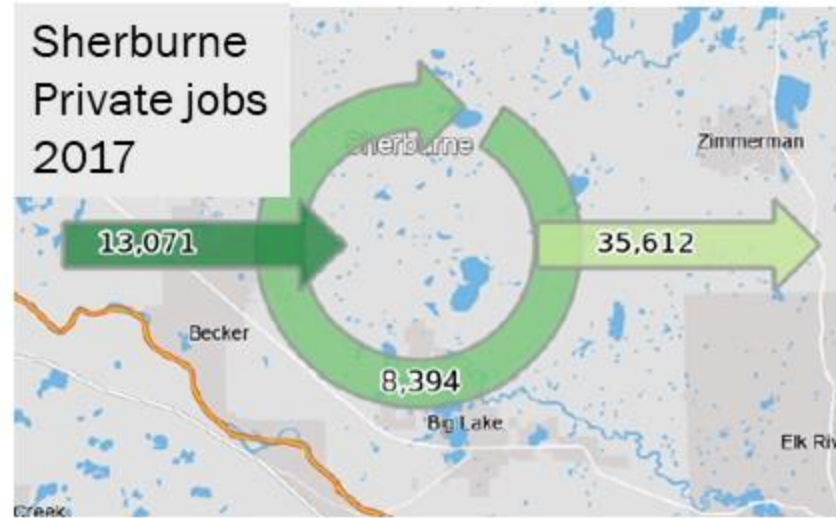 Sherburne
Private jobs
2017
Sherburne
Zimmerman
13,071
35,612
Becker
8,394
Big Lake
Elk Riv
Creek